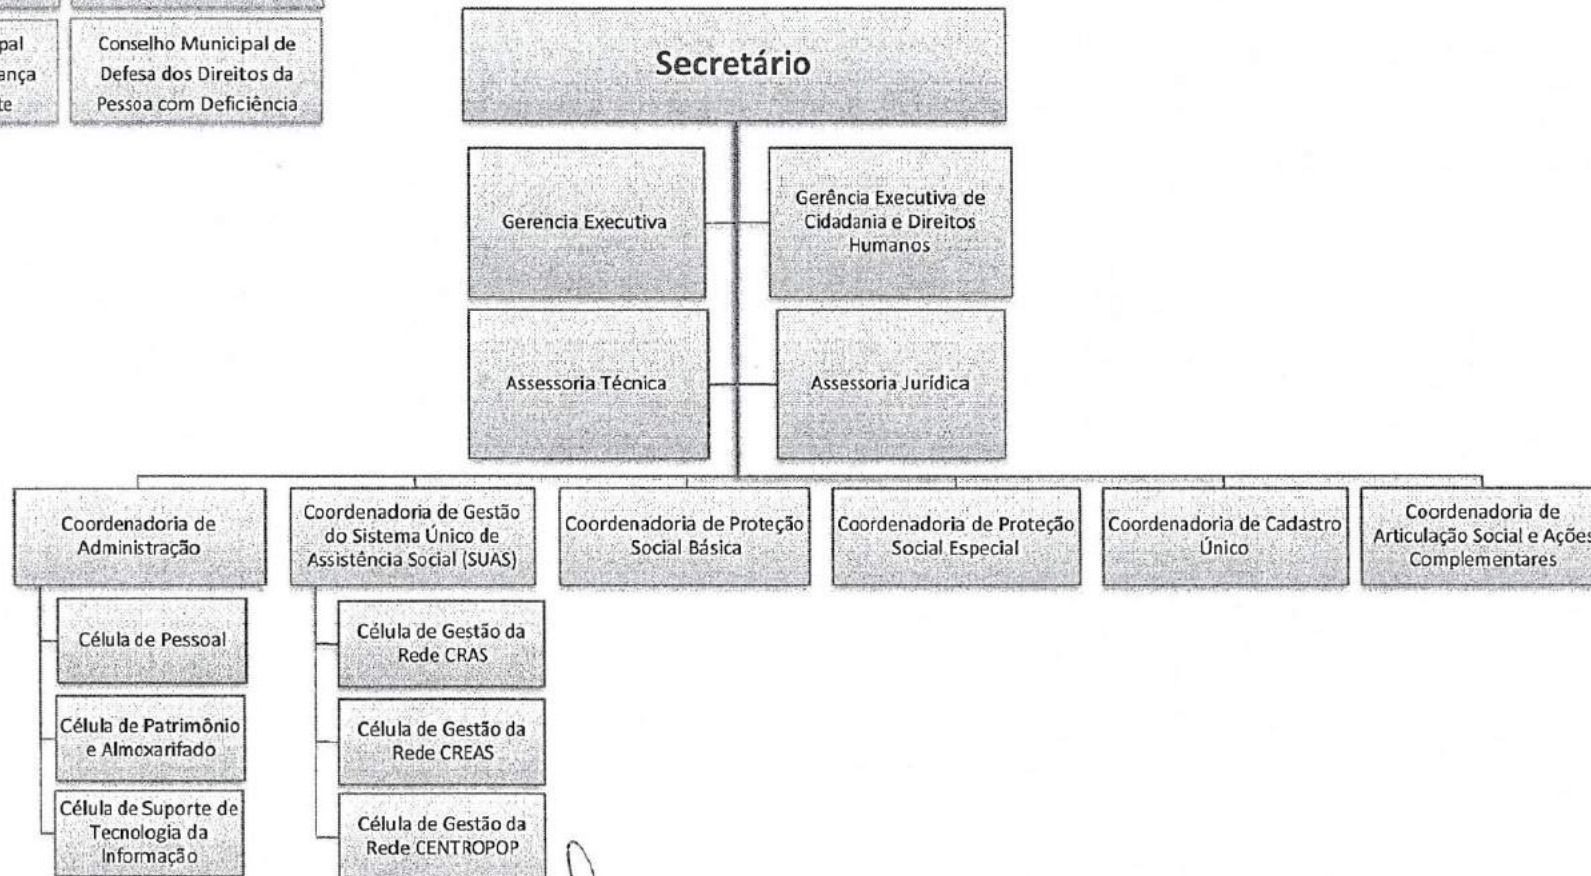 Conselho Municipal de
Defesa dos Direitos da
Pessoa com Deficiência
Secretário
Gerencia Executiva
Gerência Executiva de
Cidadania e Direitos
Humanos
Assessoria Técnica
Assessoria Jurídica
Coordenadoria de
Administração
Coordenadoria de Gestão
do Sistema Único de
Assistência Social (SUAS)
Coordenadoria de Proteção
Social Básica
Coordenadoria de Proteção
Social Especial
Coordenadoria de Cadastro
Único
Coordenadoria de
Articulação Social e Ações
Complementares
Célula de Pessoal
Célula de Patrimônio
e Almoxarifado
Célula de Suporte de
Tecnologia da
Informação
Célula de Gestão da
Rede CRAS
Célula de Gestão da
Rede CREAS
Célula de Gestão da
Rede CENTROPOP